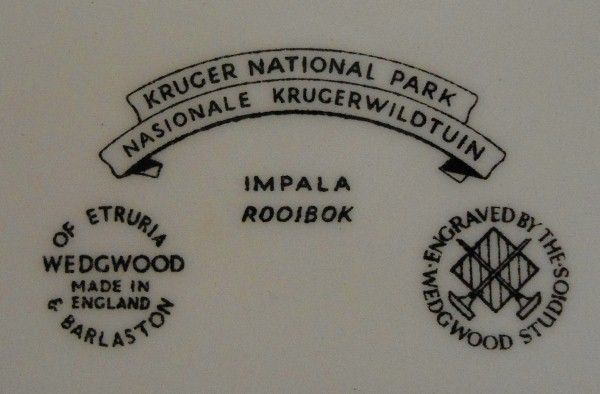 KRUGER NATIONAL PARK
NASIONALE KRUGERWILDTUIN
IMPALA
ROOIBOK
OF ETRURIA
WEDGWOOD
MADE IN
ENGLAND
& BARLASTON
ENGRAVED BY THE·
WEDGWOOD STUDIOS·